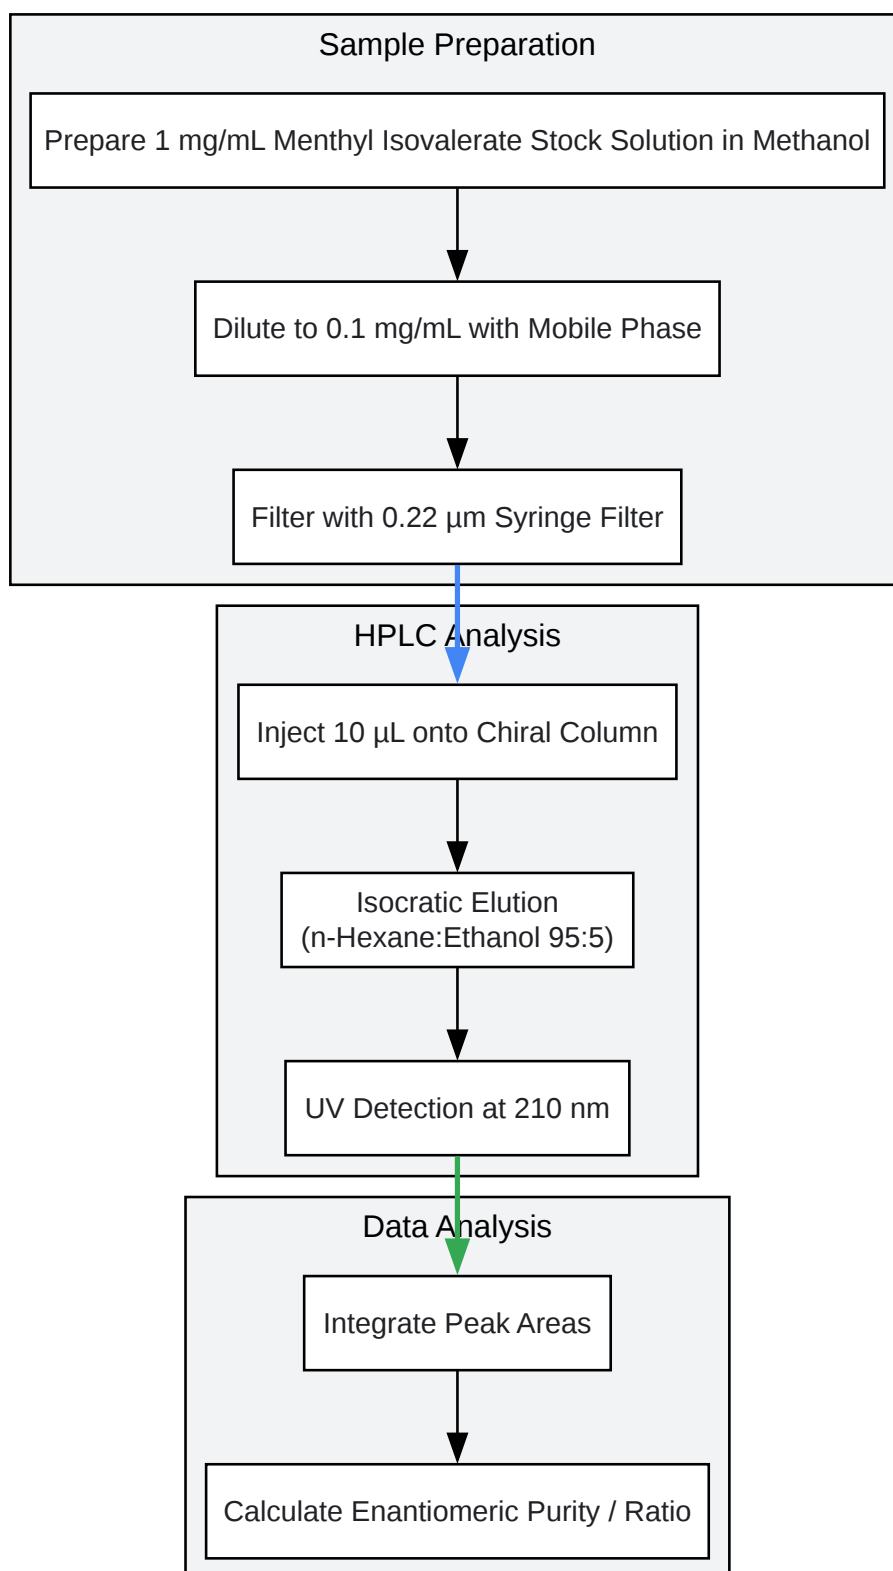 Sample Preparation
Prepare 1 mg/mL Menthyl Isovalerate Stock Solution in Methanol
Dilute to 0.1 mg/mL with Mobile Phase
Filter with 0.22 µm Syringe Filter
HPLC Analysis
Inject 10 µL onto Chiral Column
Isocratic Elution
(n-Hexane:Ethanol 95:5)
UV Detection at 210 nm
Data Analysis
Integrate Peak Areas
Calculate Enantiomeric Purity / Ratio